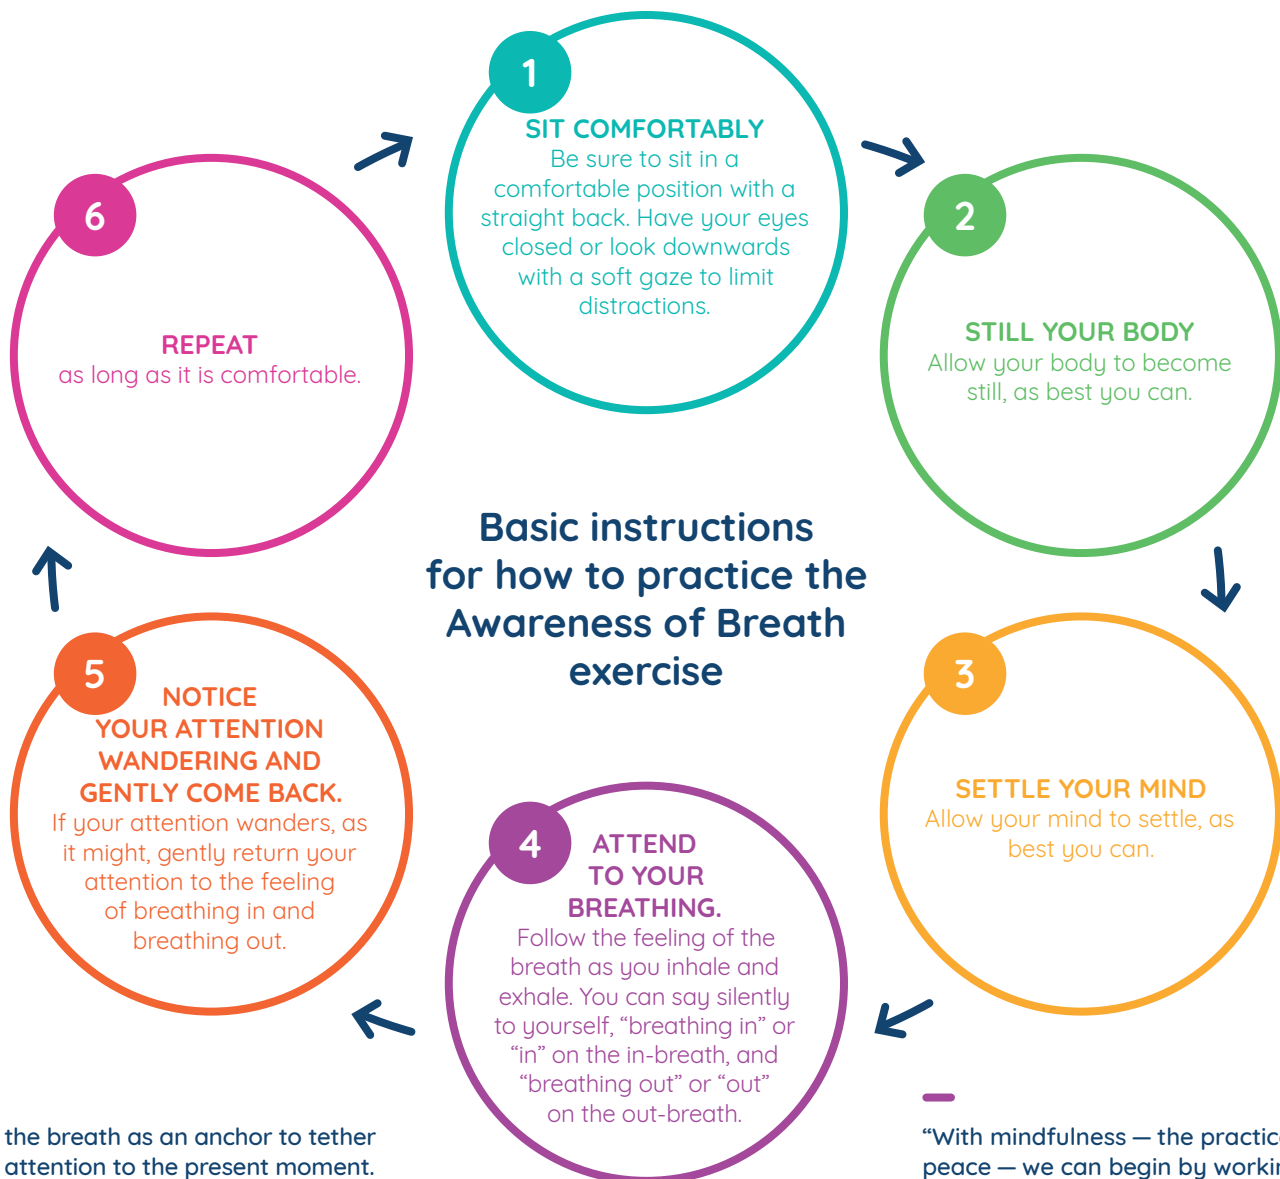 1
SIT COMFORTABLY
Be sure to sit in a
comfortable position with a
straight back. Have your eyes
closed or look downwards
with a soft gaze to limit
distractions.
2
STILL YOUR BODY
Allow your body to become
still, as best you can.
3
SETTLE YOUR MIND
Allow your mind to settle, as
best you can.
4
ATTEND
TO YOUR
BREATHING.
Follow the feeling of the
breath as you inhale and
exhale. You can say silently
to yourself, “breathing in” or
“in” on the in-breath, and
“breathing out” or “out”
on the out-breath.
5
NOTICE
YOUR ATTENTION
WANDERING AND
GENTLY COME BACK.
If your attention wanders, as
it might, gently return your
attention to the feeling
of breathing in and
breathing out.
6
REPEAT
as long as it is comfortable.
Basic instructions
for how to practice the
Awareness of Breath
exercise
the breath as an anchor to tether
attention to the present moment.
“With mindfulness — the practice
peace — we can begin by workin